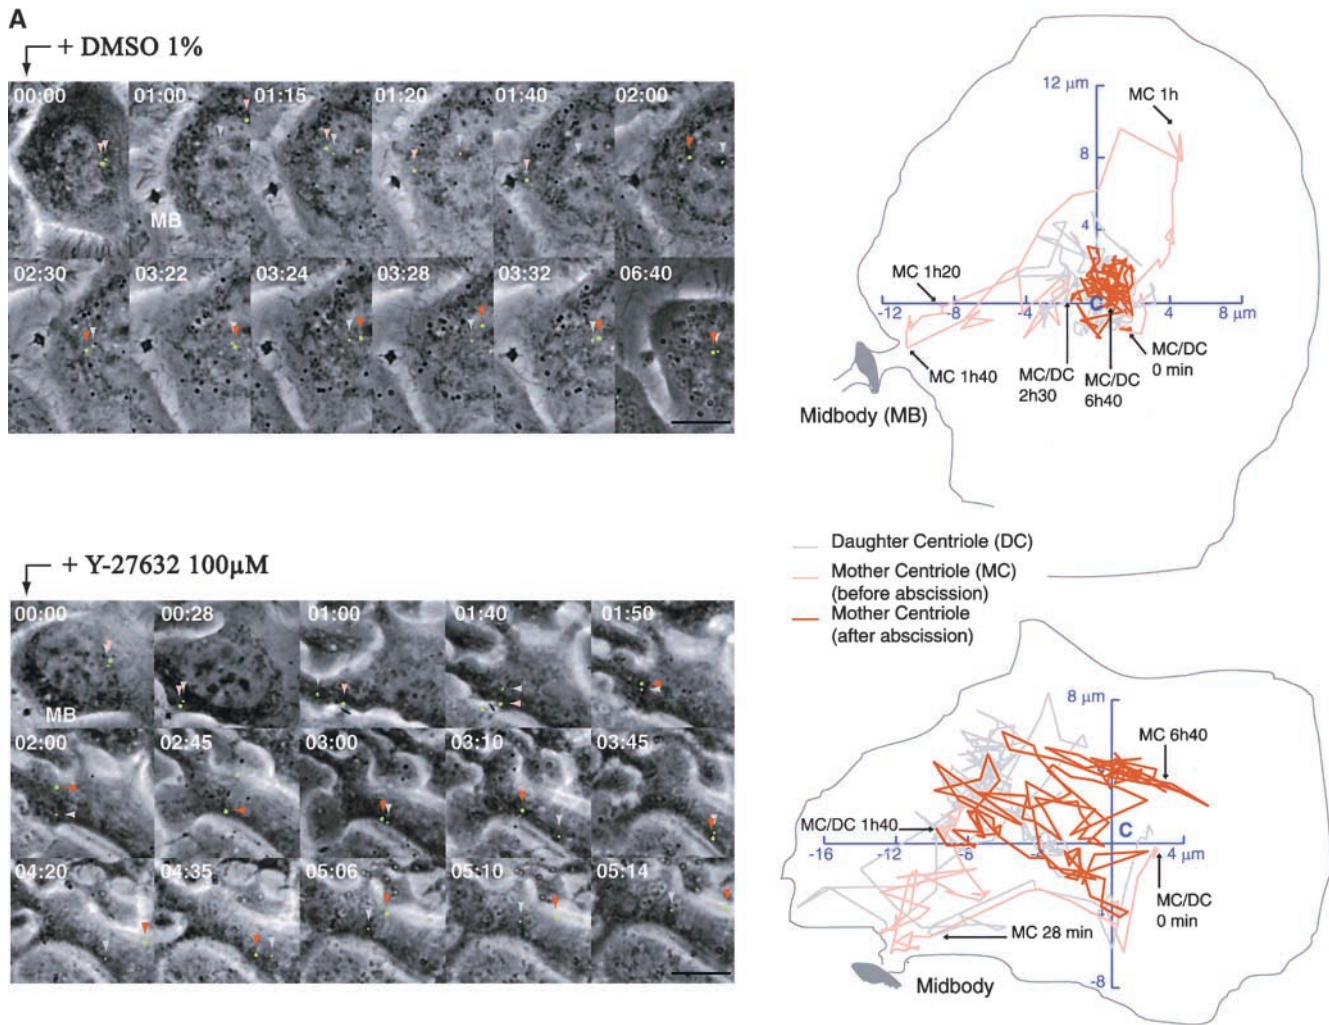 A
+ DMSO 1%
00:00 01:00 01:15 01:20 01:40 02:00
MB
02:30 03:22 03:24 03:28 03:32 06:40
12 μm
MC 1h
8
4
MC 1h20
C
-12 -8 -4 4 8 μm
MC 1h40
MC/DC
2h30
MC/DC
6h40
MC/DC
0 min
Midbody (MB)
Daughter Centriole (DC)
Mother Centriole (MC)
(before abscission)
Mother Centriole
(after abscission)
+ Y-27632 100μM
00:00 00:28 01:00 01:40 01:50
MB
02:00 02:45 03:00 03:10 03:45
04:20 04:35 05:06 05:10 05:14
8 μm
MC 6h40
MC/DC 1h40
C
-16 -12 -8 -4 4 μm
MC/DC
0 min
MC 28 min
-8
Midbody